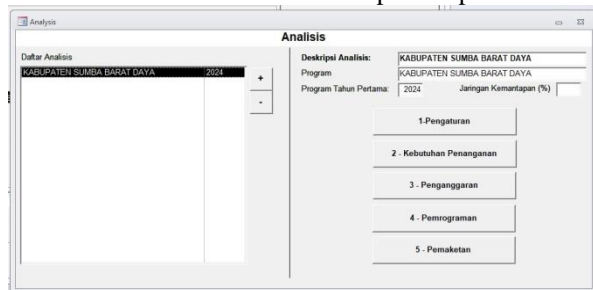 Analysis
Analisis
Daftar Analisis
KABUPATEN SUMBA BARAT DAYA 2024
+
-
Deskripsi Analisis: KABUPATEN SUMBA BARAT DAYA
Program KABUPATEN SUMBA BARAT DAYA
Program Tahun Pertama: 2024 Jaringan Kemantapan (%)
1-Pengaturan
2 - Kebutuhan Penanganan
3 - Penganggaran
4 - Pemrograman
5 - Pemaketan